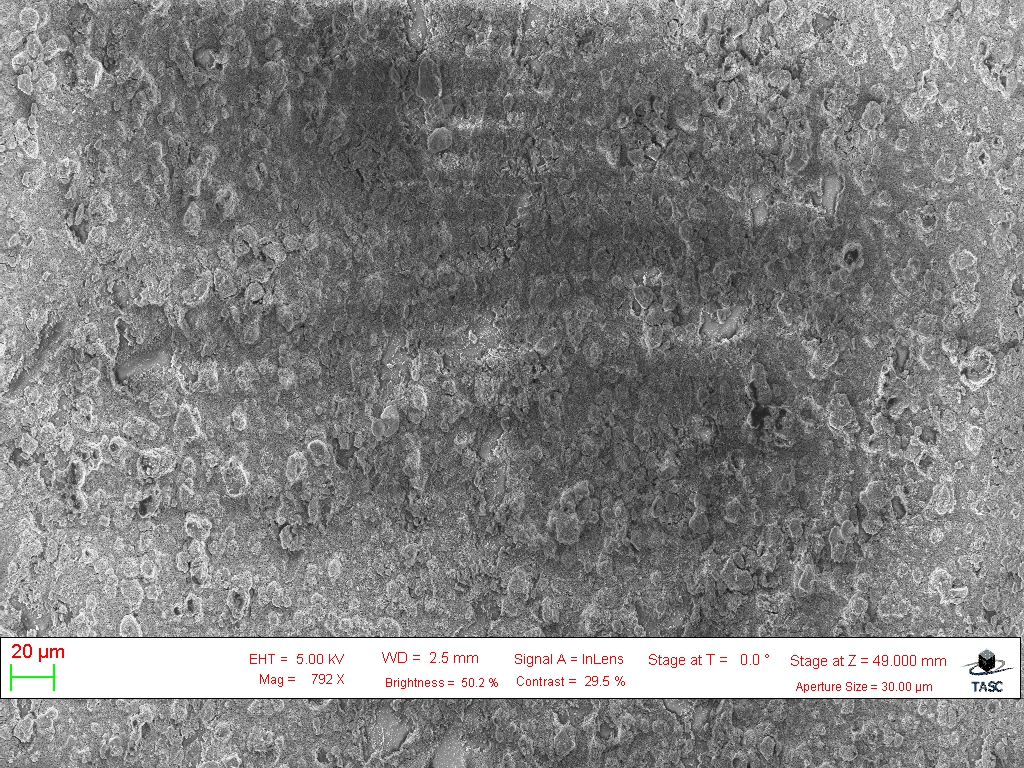 20 µm
EHT = 5.00 kV WD = 2.5 mm Signal A = InLens Stage at T = 0.0 ° Stage at Z = 49.000 mm
Mag = 792 X Brightness = 50.2 % Contrast = 29.5 % Aperture Size = 30.00 µm
TASC